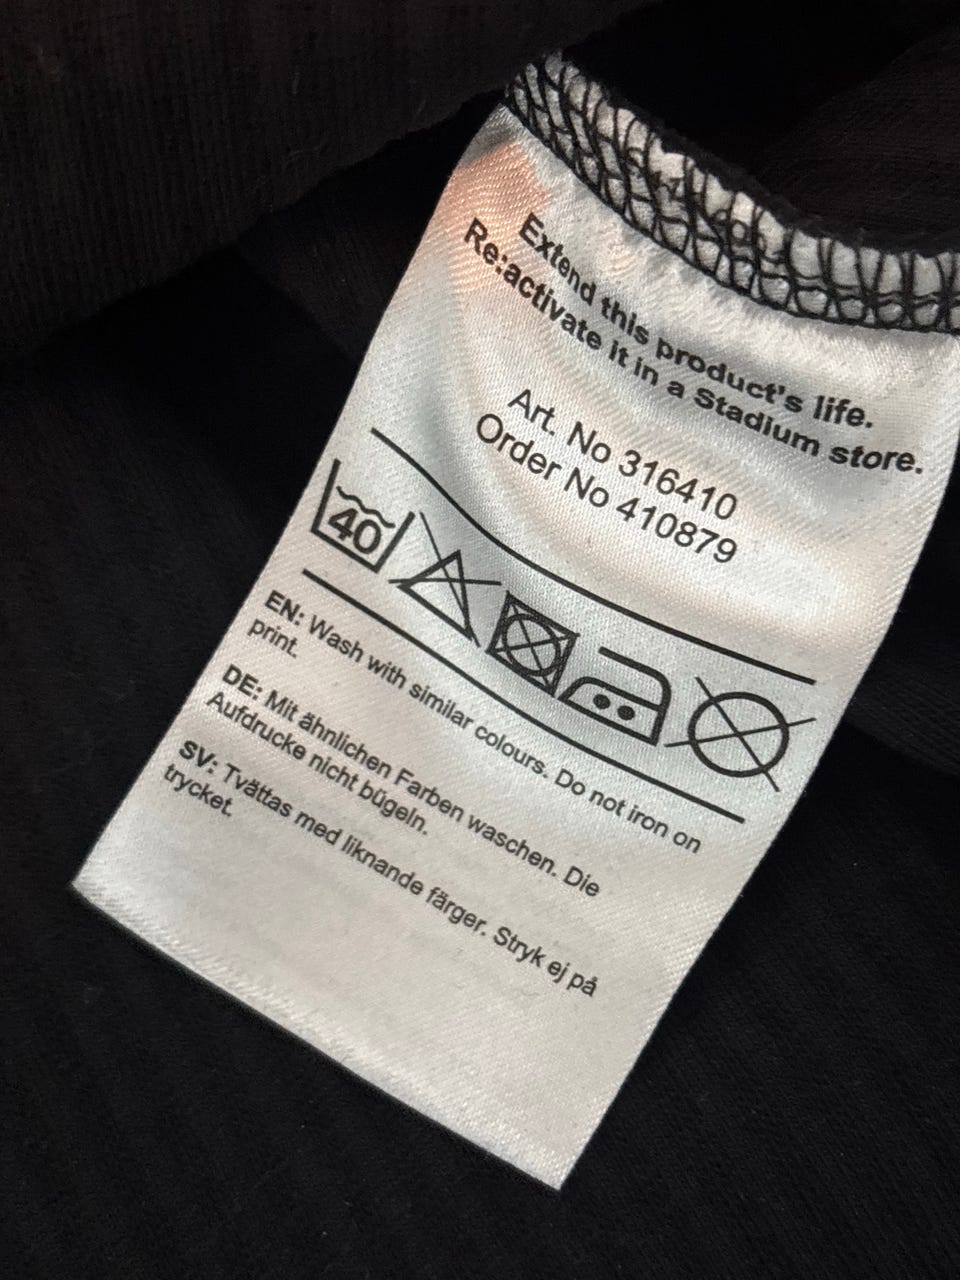 Extend this product's life.
Re:activate it in a Stadium store.
Art. No 316410
Order No 410879
40
EN: Wash with similar colours. Do not iron on
print.
DE: Mit ähnlichen Farben waschen. Die
Aufdrucke nicht bügeln.
SV: Tvättas med liknande färger. Stryk ej på
trycket.